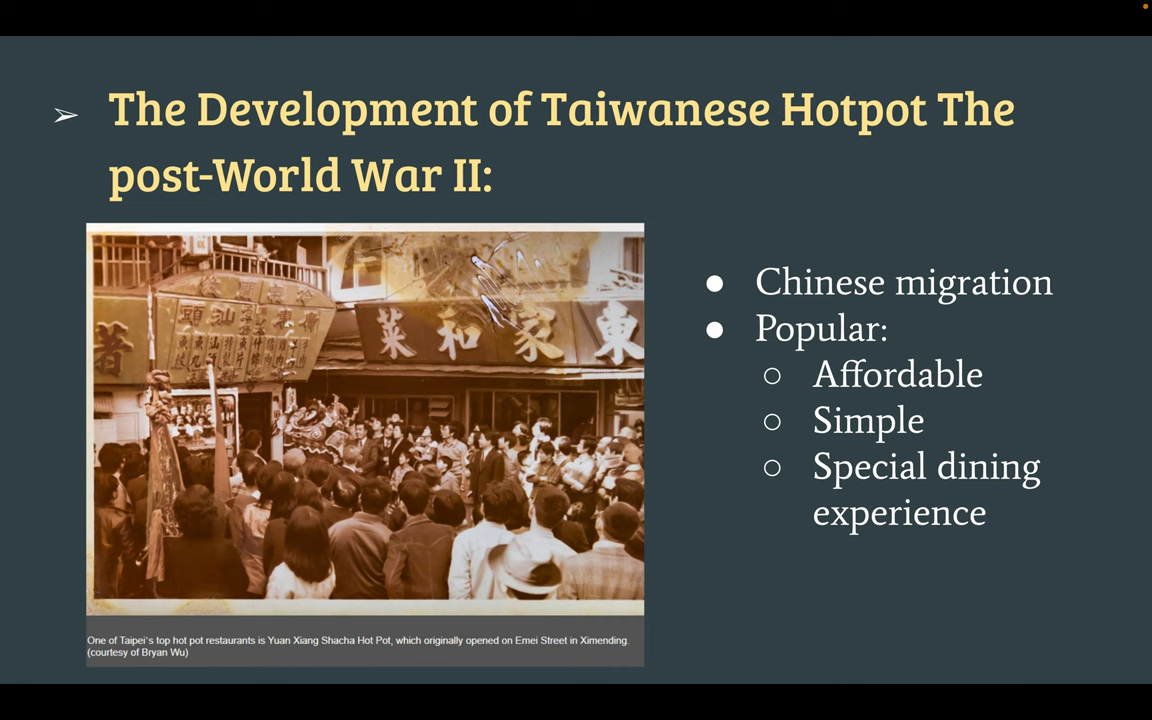 ➢ The Development of Taiwanese Hotpot The
post-World War II:
東家和菜
汕頭
● Chinese migration
● Popular:
○ Affordable
○ Simple
○ Special dining
experience
One of Taipei's top hot pot restaurants is Yuan Xiang Shacha Hot Pot, which originally opened on Emei Street in Ximending.
(courtesy of Bryan Wu)